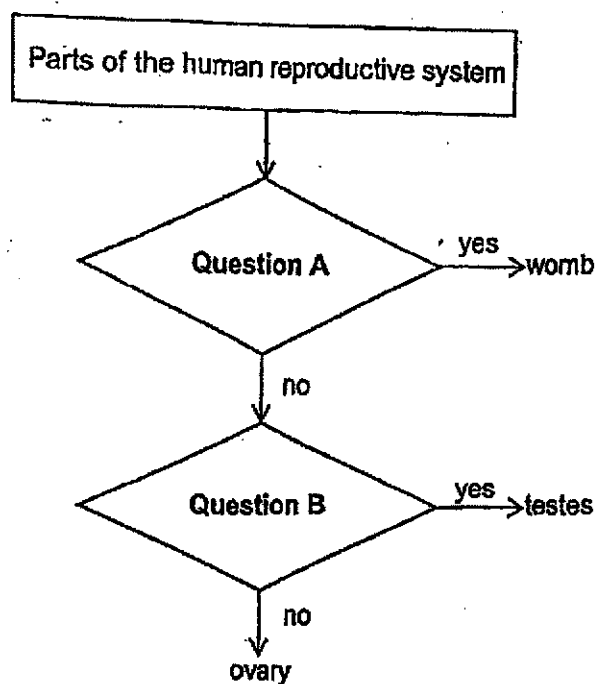 Parts of the human reproductive system
Question A
yes
womb
no
Question B
yes
testes
no
ovary